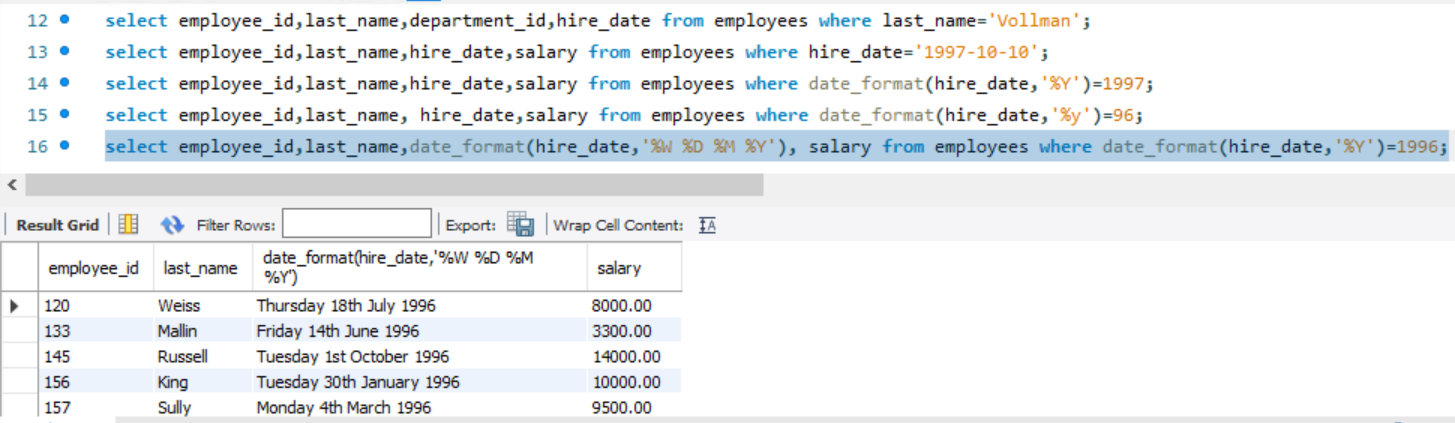 12 select employee_id,last_name,department_id,hire_date from employees where last_name='Vollman';
13 select employee_id,last_name,hire_date,salary from employees where hire_date='1997-10-10';
14 select employee_id,last_name,hire_date,salary from employees where date_format(hire_date,'%Y')=1997;
15 select employee_id,last_name, hire_date,salary from employees where date_format(hire_date,'%y')=96;
16 select employee_id,last_name,date_format(hire_date,'%W %D %M %Y'), salary from employees where date_format(hire_date,'%Y')=1996;
Result Grid Filter Rows: Export: Wrap Cell Content: IA
employee_id last_name date_format(hire_date,'%W %D %M
%Y') salary
120 Weiss Thursday 18th July 1996 8000.00
133 Mallin Friday 14th June 1996 3300.00
145 Russell Tuesday 1st October 1996 14000.00
156 King Tuesday 30th January 1996 10000.00
157 Sully Monday 4th March 1996 9500.00